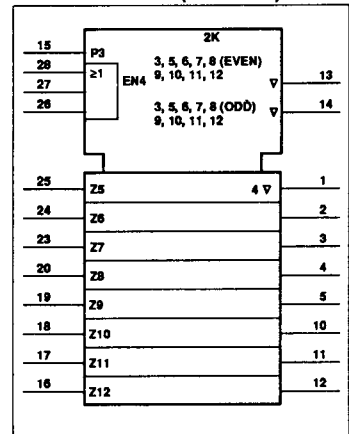 2K
15 P3
28 ≥1
3, 5, 6, 7, 8 (EVEN)
9, 10, 11, 12
13
27
EN4
26
3, 5, 6, 7, 8 (ODD)
9, 10, 11, 12
14
25 Z5 4 ▽ 1
24 Z6 2
23 Z7 3
20 Z8 4
19 Z9 5
18 Z10 10
17 Z11 11
16 Z12 12